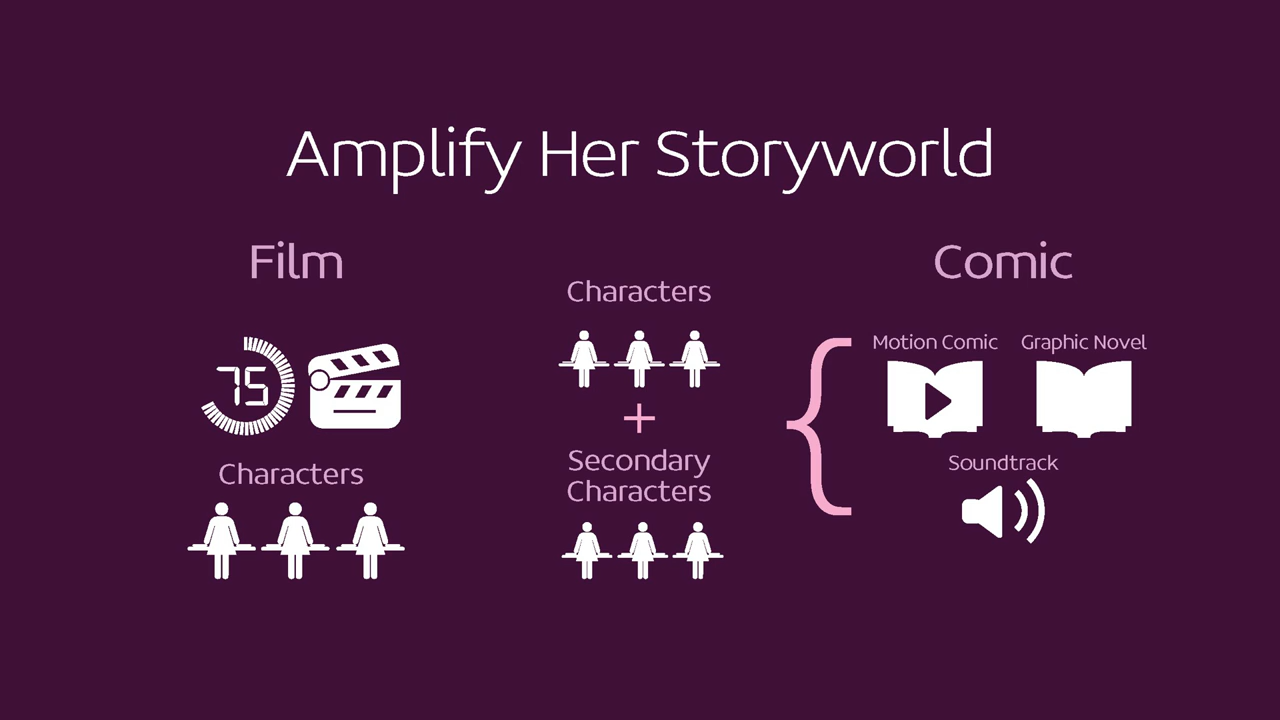 Amplify Her Storyworld
Film
75
Characters
Characters
+
Secondary
Characters
Comic
Motion Comic
Graphic Novel
Soundtrack